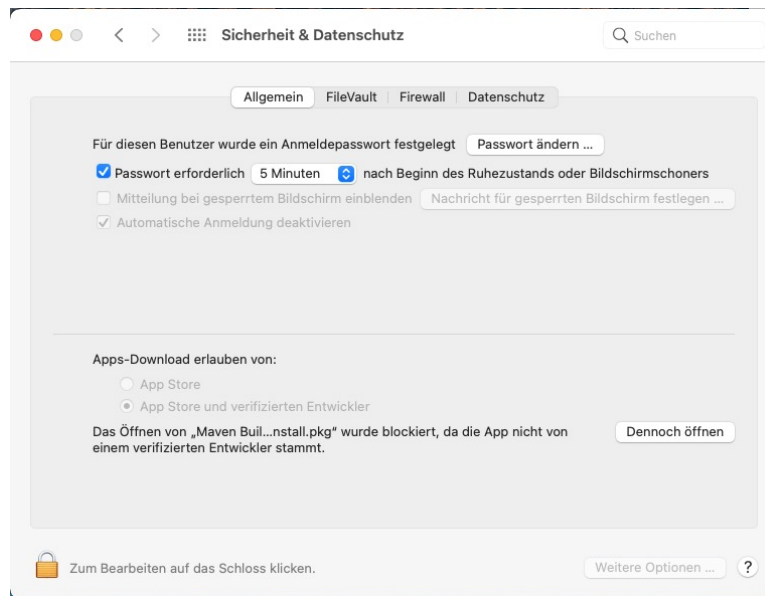 Sicherheit & Datenschutz
Suchen
Allgemein
FileVault
Firewall
Datenschutz
Für diesen Benutzer wurde ein Anmeldepasswort festgelegt
Passwort ändern ...
Passwort erforderlich
5 Minuten
nach Beginn des Ruhezustands oder Bildschirmschoners
Mitteilung bei gesperrtem Bildschirm einblenden
Nachricht für gesperrten Bildschirm festlegen ...
Automatische Anmeldung deaktivieren
Apps-Download erlauben von:
App Store
App Store und verifizierten Entwickler
Das Öffnen von „Maven Buil...nstall.pkg“ wurde blockiert, da die App nicht von
einem verifizierten Entwickler stammt.
Dennoch öffnen
Zum Bearbeiten auf das Schloss klicken.
Weitere Optionen ...
?